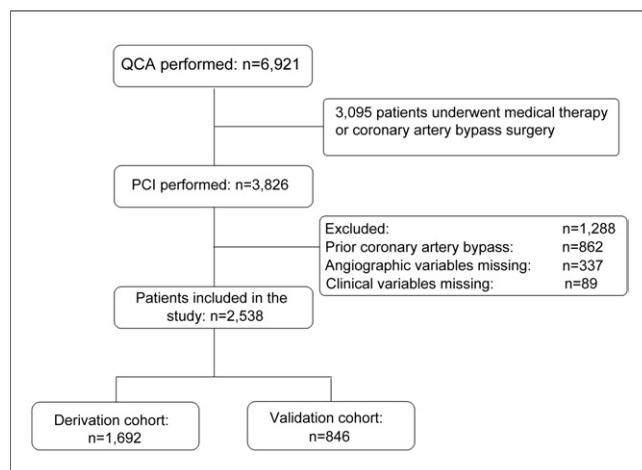 QCA performed: n=6,921
3,095 patients underwent medical therapy
or coronary artery bypass surgery
PCI performed: n=3,826
Excluded: n=1,288
Prior coronary artery bypass: n=862
Angiographic variables missing: n=337
Clinical variables missing: n=89
Patients included in the
study: n=2,538
Derivation cohort:
n=1,692
Validation cohort:
n=846